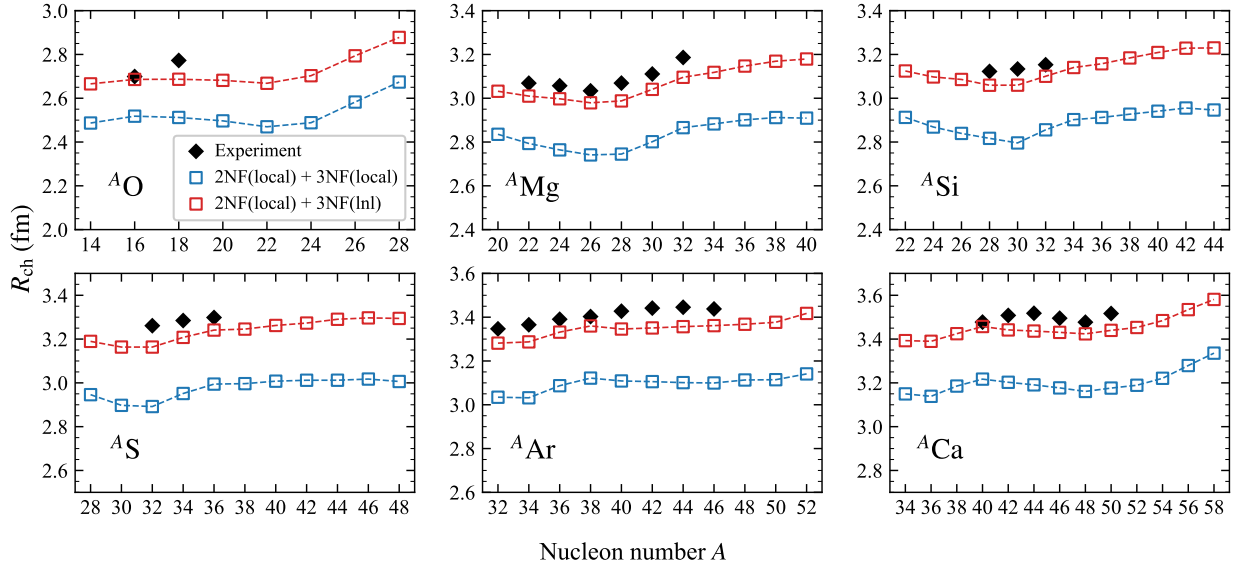 R_ch (fm)
3.0
2.8
2.6
2.4
2.2
2.0
14 16 18 20 22 24 26 28
^A O
Experiment
2NF(local) + 3NF(local)
2NF(local) + 3NF(lnl)
3.4
3.2
3.0
2.8
2.6
2.4
20 22 24 26 28 30 32 34 36 38 40
^A Mg
3.4
3.2
3.0
2.8
2.6
2.4
22 24 26 28 30 32 34 36 38 40 42 44
^A Si
3.4
3.2
3.0
2.8
2.6
28 30 32 34 36 38 40 42 44 46 48
^A S
3.6
3.4
3.2
3.0
2.8
2.6
32 34 36 38 40 42 44 46 48 50 52
^A Ar
3.6
3.4
3.2
3.0
2.8
34 36 38 40 42 44 46 48 50 52 54 56 58
^A Ca
Nucleon number A